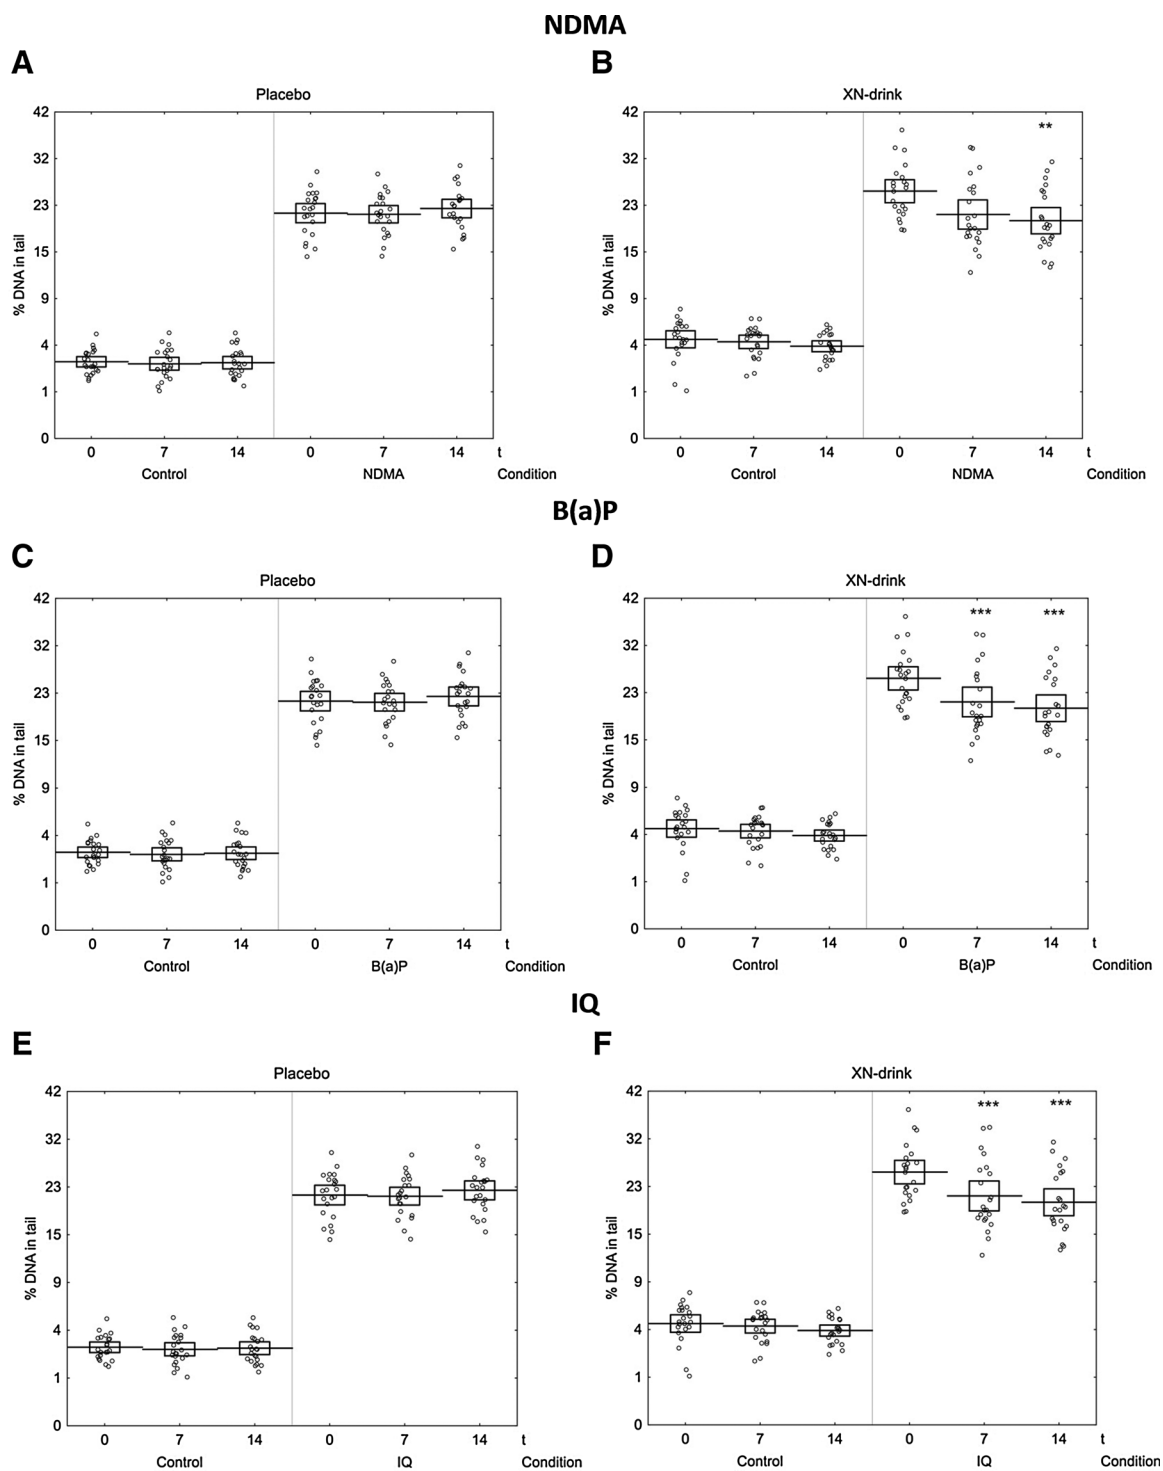 NDMA
A
B
Placebo
XN-drink
42
32
23
15
9
4
1
0
% DNA in tail
0 7 14 0 7 14 t
Control NDMA Condition
42
32
23
15
9
4
1
0
% DNA in tail
**
0 7 14 0 7 14 t
Control NDMA Condition
B(a)P
C
D
Placebo
XN-drink
42
32
23
15
9
4
1
0
% DNA in tail
0 7 14 0 7 14 t
Control B(a)P Condition
42
32
23
15
9
4
1
0
% DNA in tail
*** ***
0 7 14 0 7 14 t
Control B(a)P Condition
IQ
E
F
Placebo
XN-drink
42
32
23
15
9
4
1
0
% DNA in tail
0 7 14 0 7 14 t
Control IQ Condition
42
32
23
15
9
4
1
0
% DNA in tail
*** ***
0 7 14 0 7 14 t
Control IQ Condition